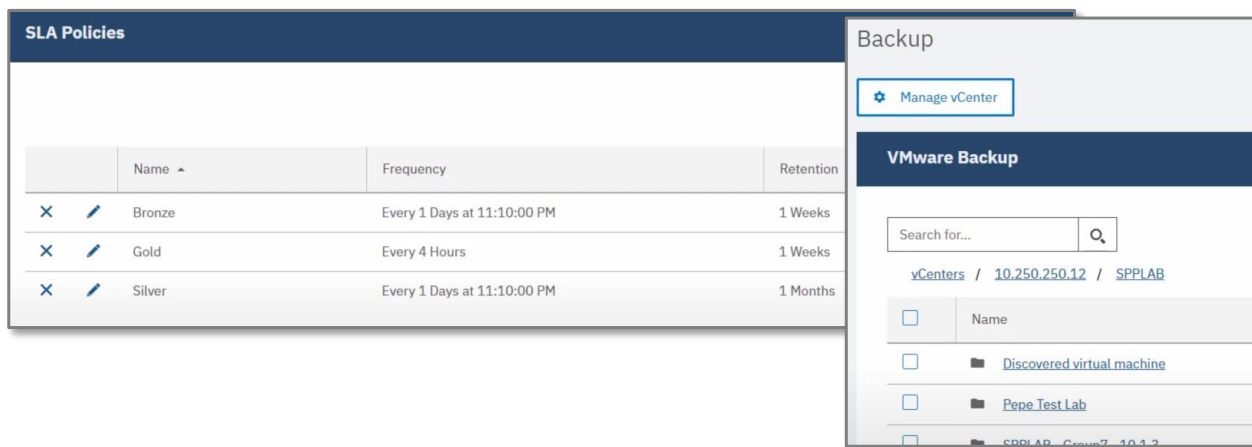 SLA Policies
Name Frequency Retention
Bronze Every 1 Days at 11:10:00 PM 1 Weeks
Gold Every 4 Hours 1 Weeks
Silver Every 1 Days at 11:10:00 PM 1 Months
Backup
Manage vCenter
VMware Backup
Search for...
vCenters / 10.250.250.12 / SPPLAB
Name
Discovered virtual machine
Pepe Test Lab